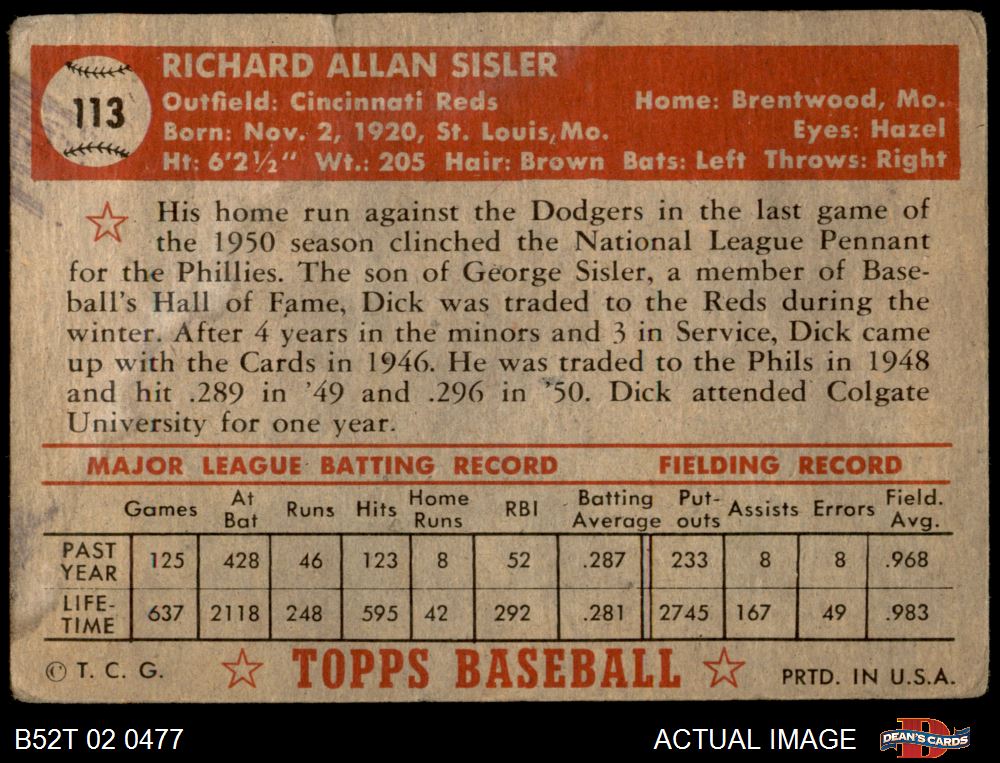 113
RICHARD ALLAN SISLER
Outfield: Cincinnati Reds Home: Brentwood, Mo.
Born: Nov. 2, 1920, St. Louis, Mo. Eyes: Hazel
Ht: 6'2½" Wt.: 205 Hair: Brown Bats: Left Throws: Right
His home run against the Dodgers in the last game of
the 1950 season clinched the National League Pennant
for the Phillies. The son of George Sisler, a member of Base-
ball's Hall of Fame, Dick was traded to the Reds during the
winter. After 4 years in the minors and 3 in Service, Dick came
up with the Cards in 1946. He was traded to the Phils in 1948
and hit .289 in '49 and .296 in '50. Dick attended Colgate
University for one year.
MAJOR LEAGUE BATTING RECORD FIELDING RECORD
Games At Bat Runs Hits Home Runs RBI Batting Average Put-outs Assists Errors Field. Avg.
PAST YEAR 125 428 46 123 8 52 .287 233 8 8 .968
LIFE-TIME 637 2118 248 595 42 292 .281 2745 167 49 .983
© T. C. G. TOPPS BASEBALL PRTD. IN U.S.A.
B52T 02 0477 ACTUAL IMAGE D DEAN'S CARDS